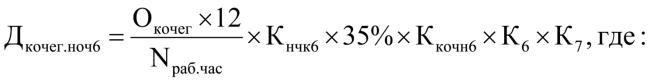 Д_кочег.ноч6 = (О_кочег × 12) / N_раб.час × К_нчк6 × 35% × К_кочн6 × К_6 × К_7, где: